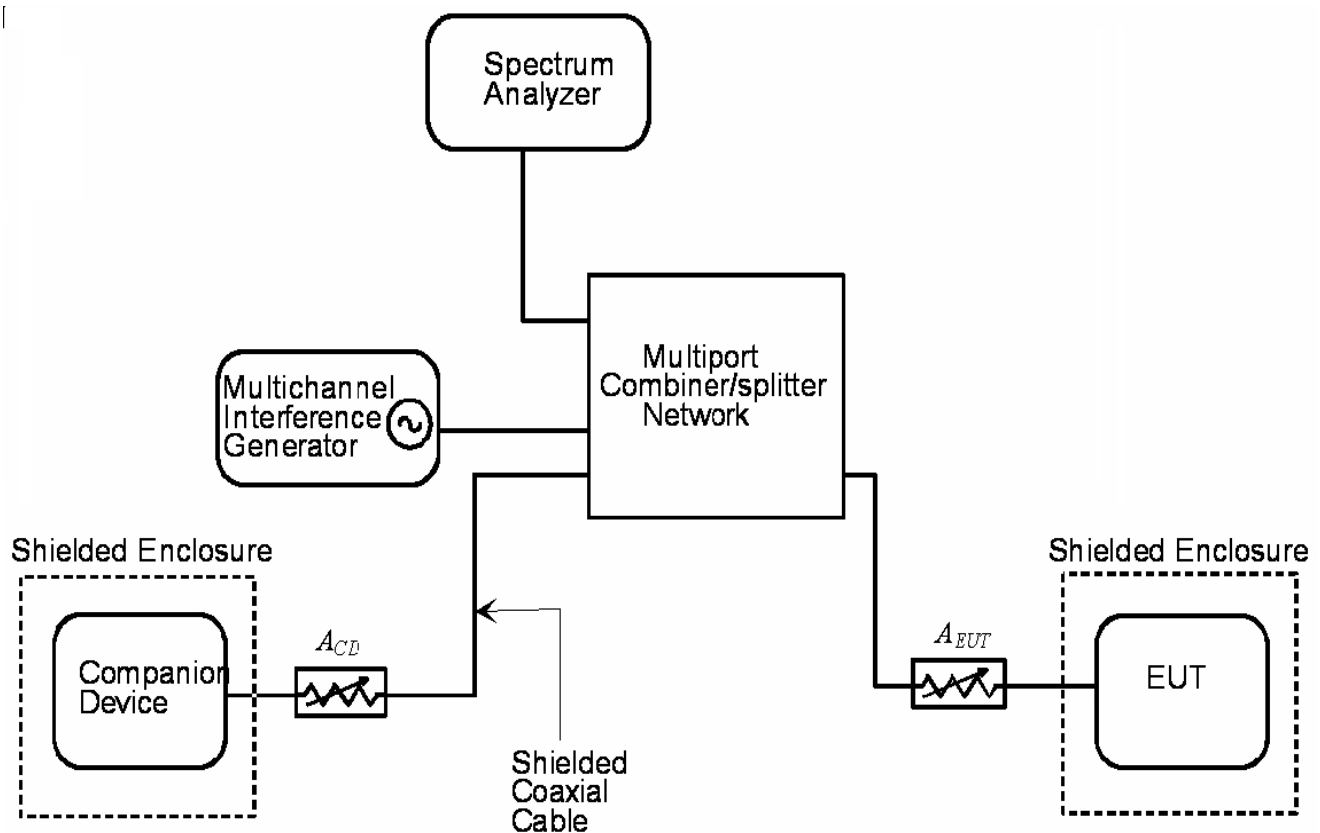 Spectrum
Analyzer
Multiport
Combiner/splitter
Network
Multichannel
Interference
Generator
Shielded Enclosure
Companion
Device
A_CD
Shielded
Coaxial
Cable
A_EUT
Shielded Enclosure
EUT